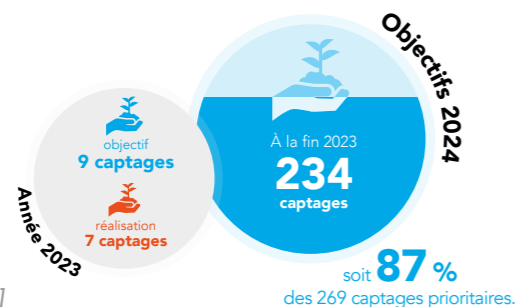 objectif
9 captages
réalisation
7 captages
Année 2023
Objectifs 2024
À la fin 2023
234
captages
soit 87 %
des 269 captages prioritaires.